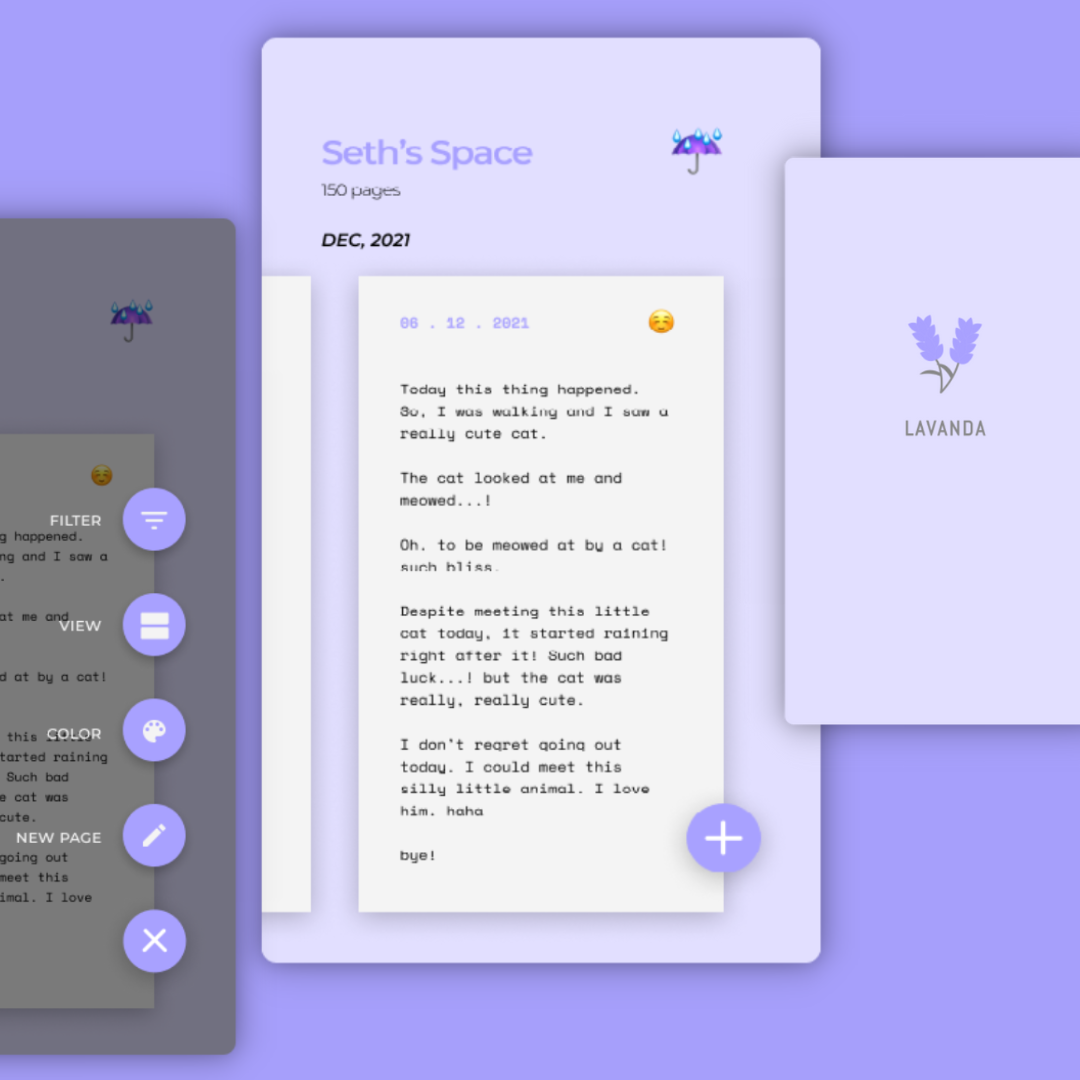 Seth's Space
150 pages
DEC, 2021
06 . 12 . 2021
Today this thing happened.
So, I was walking and I saw a
really cute cat.
The cat looked at me and
meowed...!
Oh, to be meowed at by a cat!
such bliss.
Despite meeting this little
cat today, it started raining
right after it! Such bad
luck...! but the cat was
really, really cute.
I don't regret going out
today. I could meet this
silly little animal. I love
him. haha
bye!
FILTER
g happened.
ng and I saw a
.
at me and
VIEW
d at by a cat!
this little
COLOR
tarted raining
Such bad
e cat was
cute.
NEW PAGE
going out
meet this
imal. I love
LAVANDA